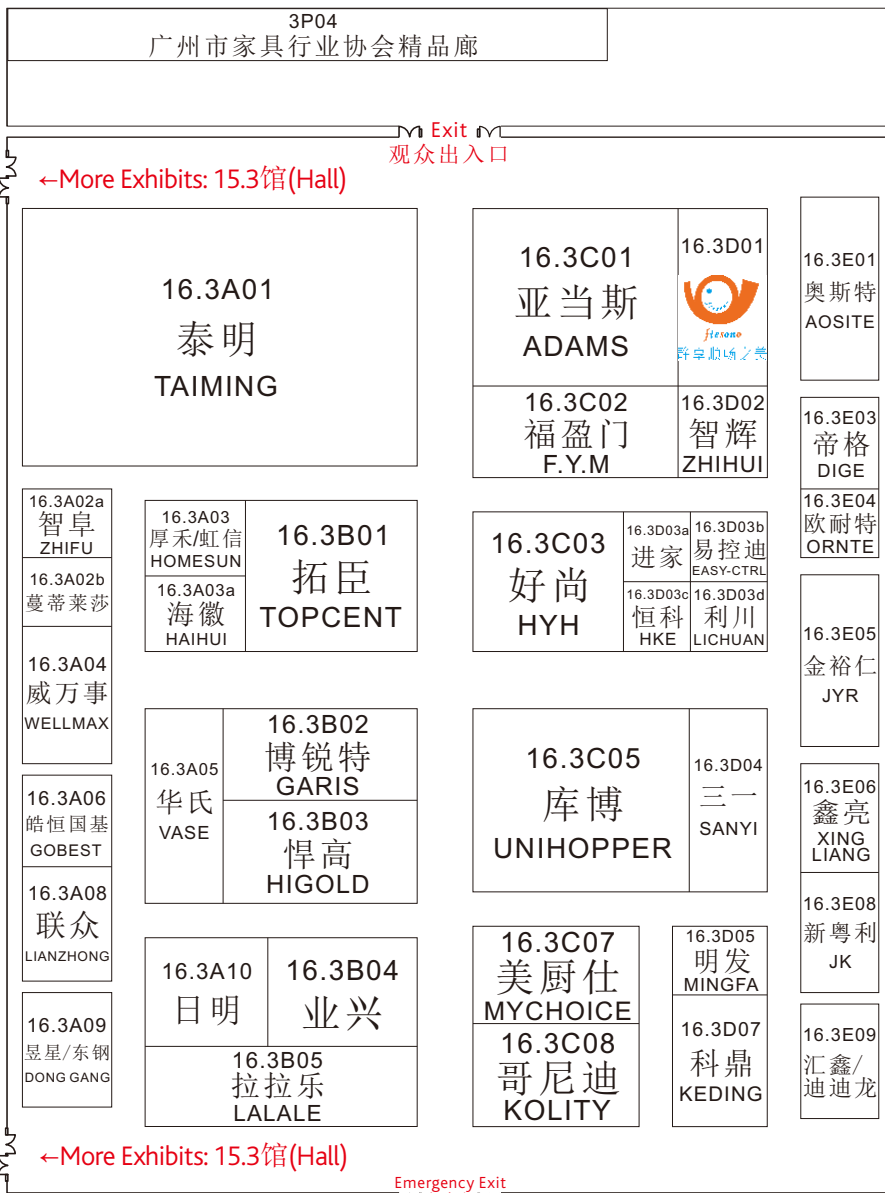 3P04
广州市家具行业协会精品廊
Exit
观众出入口
←More Exhibits: 15.3馆(Hall)
16.3A01
泰明
TAIMING
16.3C01
亚当斯
ADAMS
16.3D01
fiesono
16.3E01
奥斯特
AOSITE
16.3C02
福盈门
F.Y.M
16.3D02
智辉
ZHIHUI
16.3E03
帝格
DIGE
16.3E04
欧耐特
ORNTE
16.3A02a
智阜
ZHIFU
16.3A02b
蔓蒂莱莎
16.3A04
威万事
WELLMAX
16.3A03
厚禾/虹信
HOMESUN
16.3A03a
海徽
HAIHUI
16.3B01
拓臣
TOPCENT
16.3C03
好尚
HYH
16.3D03a
进家
16.3D03b
易控迪
EASY-CTRL
16.3D03c
恒科
HKE
16.3D03d
利川
LICHUAN
16.3E05
金裕仁
JYR
16.3A06
皓恒国基
GOBEST
16.3A08
联众
LIANZHONG
16.3A05
华氏
VASE
16.3B02
博锐特
GARIS
16.3B03
悍高
HIGOLD
16.3C05
库博
UNIHOPPER
16.3D04
三一
SANYI
16.3E06
鑫亮
XING
LIANG
16.3E08
新粤利
JK
16.3A09
昱星/东钢
DONG GANG
16.3A10
日明
16.3B04
业兴
16.3B05
拉拉乐
LALALE
16.3C07
美厨仕
MYCHOICE
16.3C08
哥尼迪
KOLITY
16.3D05
明发
MINGFA
16.3D07
科鼎
KEDING
16.3E09
汇鑫/
迪迪龙
←More Exhibits: 15.3馆(Hall)
Emergency Exit